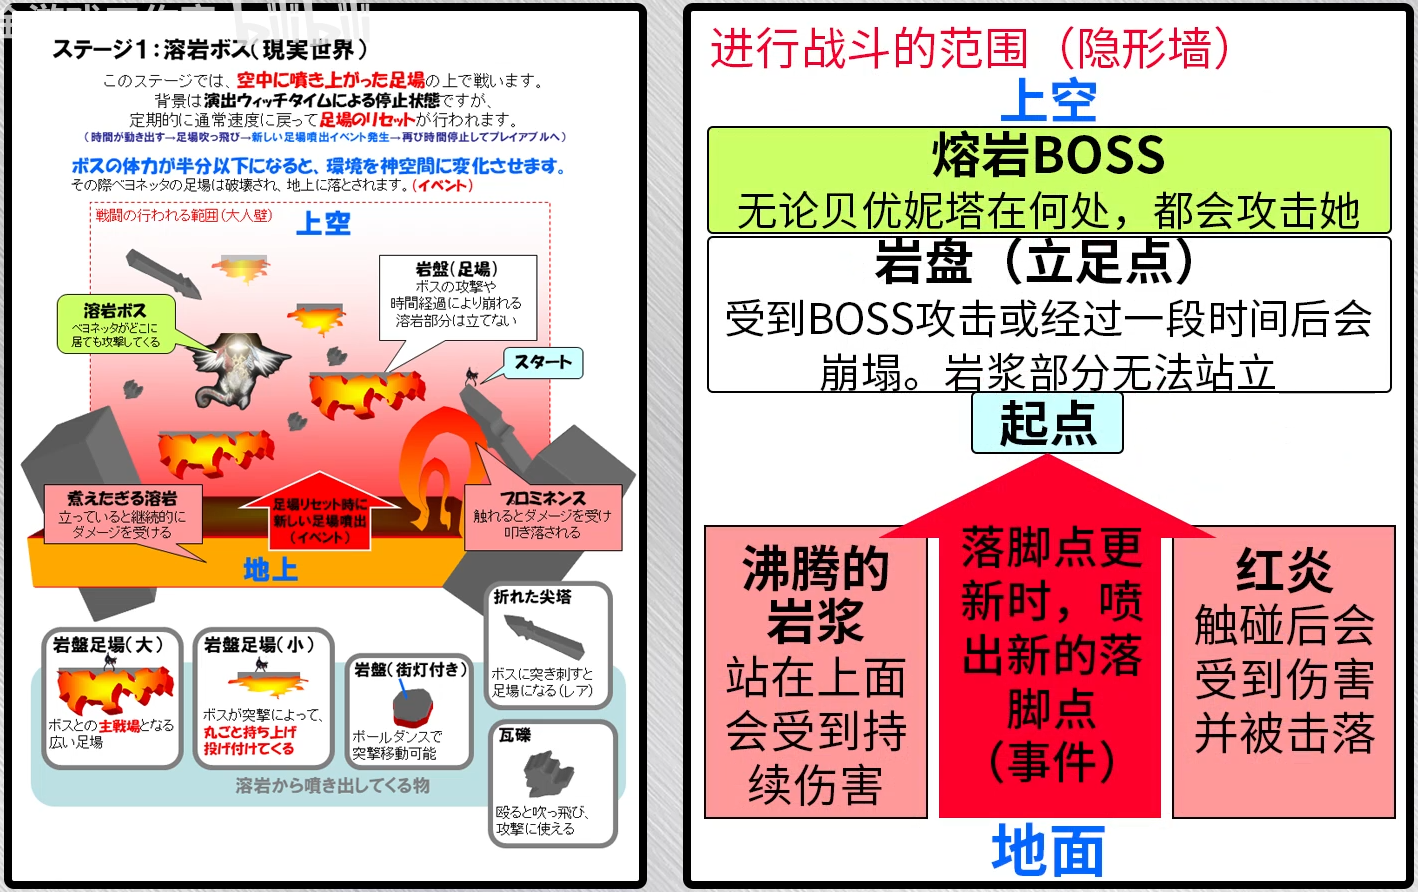 ステージ1：溶岩ボス（現実世界）
このステージでは、空中に噴き上がった足場の上で戦います。
背景は演出ウィッチタイムによる停止状態ですが、
定期的に通常速度に戻って足場のリセットが行われます。
（時間が動き出す→足場吹っ飛び→新しい足場噴出イベント発生→再び時間停止してプレイアブルへ）
ボスの体力が半分以下になると、環境を神空間に変化させます。
その際ベヨネッタの足場は破壊され、地上に落とされます。（イベント）
戦闘の行われる範囲（大人壁）
上空
岩盤（足場）
ボスの攻撃や
時間経過により崩れる
溶岩部分は立てない
溶岩ボス
ベヨネッタがどこに
居ても攻撃してくる
スタート
煮えたぎる溶岩
立っていると継続的に
ダメージを受ける
足場リセット時に
新しい足場噴出
（イベント）
プロミネンス
触れるとダメージを受け
叩き落される
地上
岩盤足場（大）
ボスとの主戦場となる
広い足場
岩盤足場（小）
ボスが突撃によって、
丸ごと持ち上げ
投げ付けてくる
岩盤（街灯付き）
ポールダンスで
突撃移動可能
折れた尖塔
ボスに突き刺すと
足場になる（レア）
瓦礫
殴ると吹っ飛び、
攻撃に使える
溶岩から噴き出してくる物
进行战斗的范围（隐形墙）
上空
熔岩BOSS
无论贝优妮塔在何处，都会攻击她
岩盘（立足点）
受到BOSS攻击或经过一段时间后会
崩塌。岩浆部分无法站立
起点
沸腾的
岩浆
站在上面
会受到持
续伤害
落脚点更
新时，喷
出新的落
脚点
（事件）
红炎
触碰后会
受到伤害
并被击落
地面
bilibili